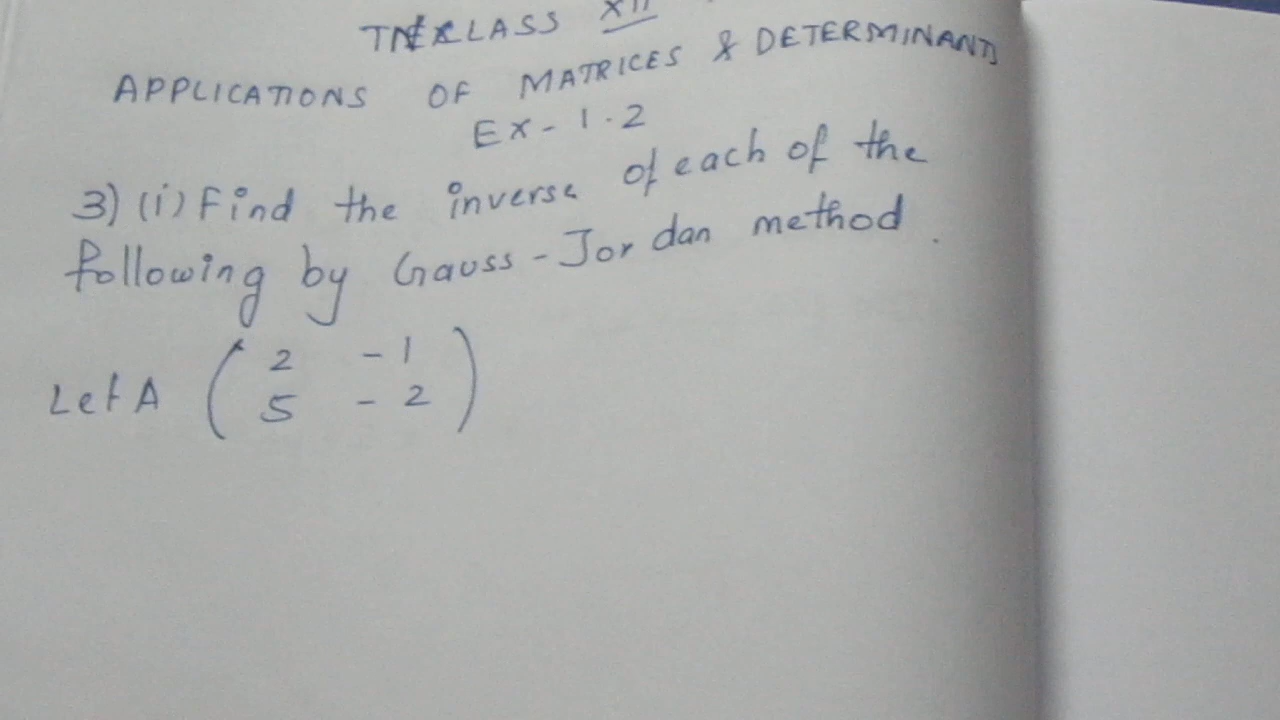 CLASS XII
APPLICATIONS OF MATRICES & DETERMINANTS
EX - 1.2
3) (i) Find the inverse of each of the
following by Gauss - Jordan method.
Let A ( 2 -1
5 -2 )